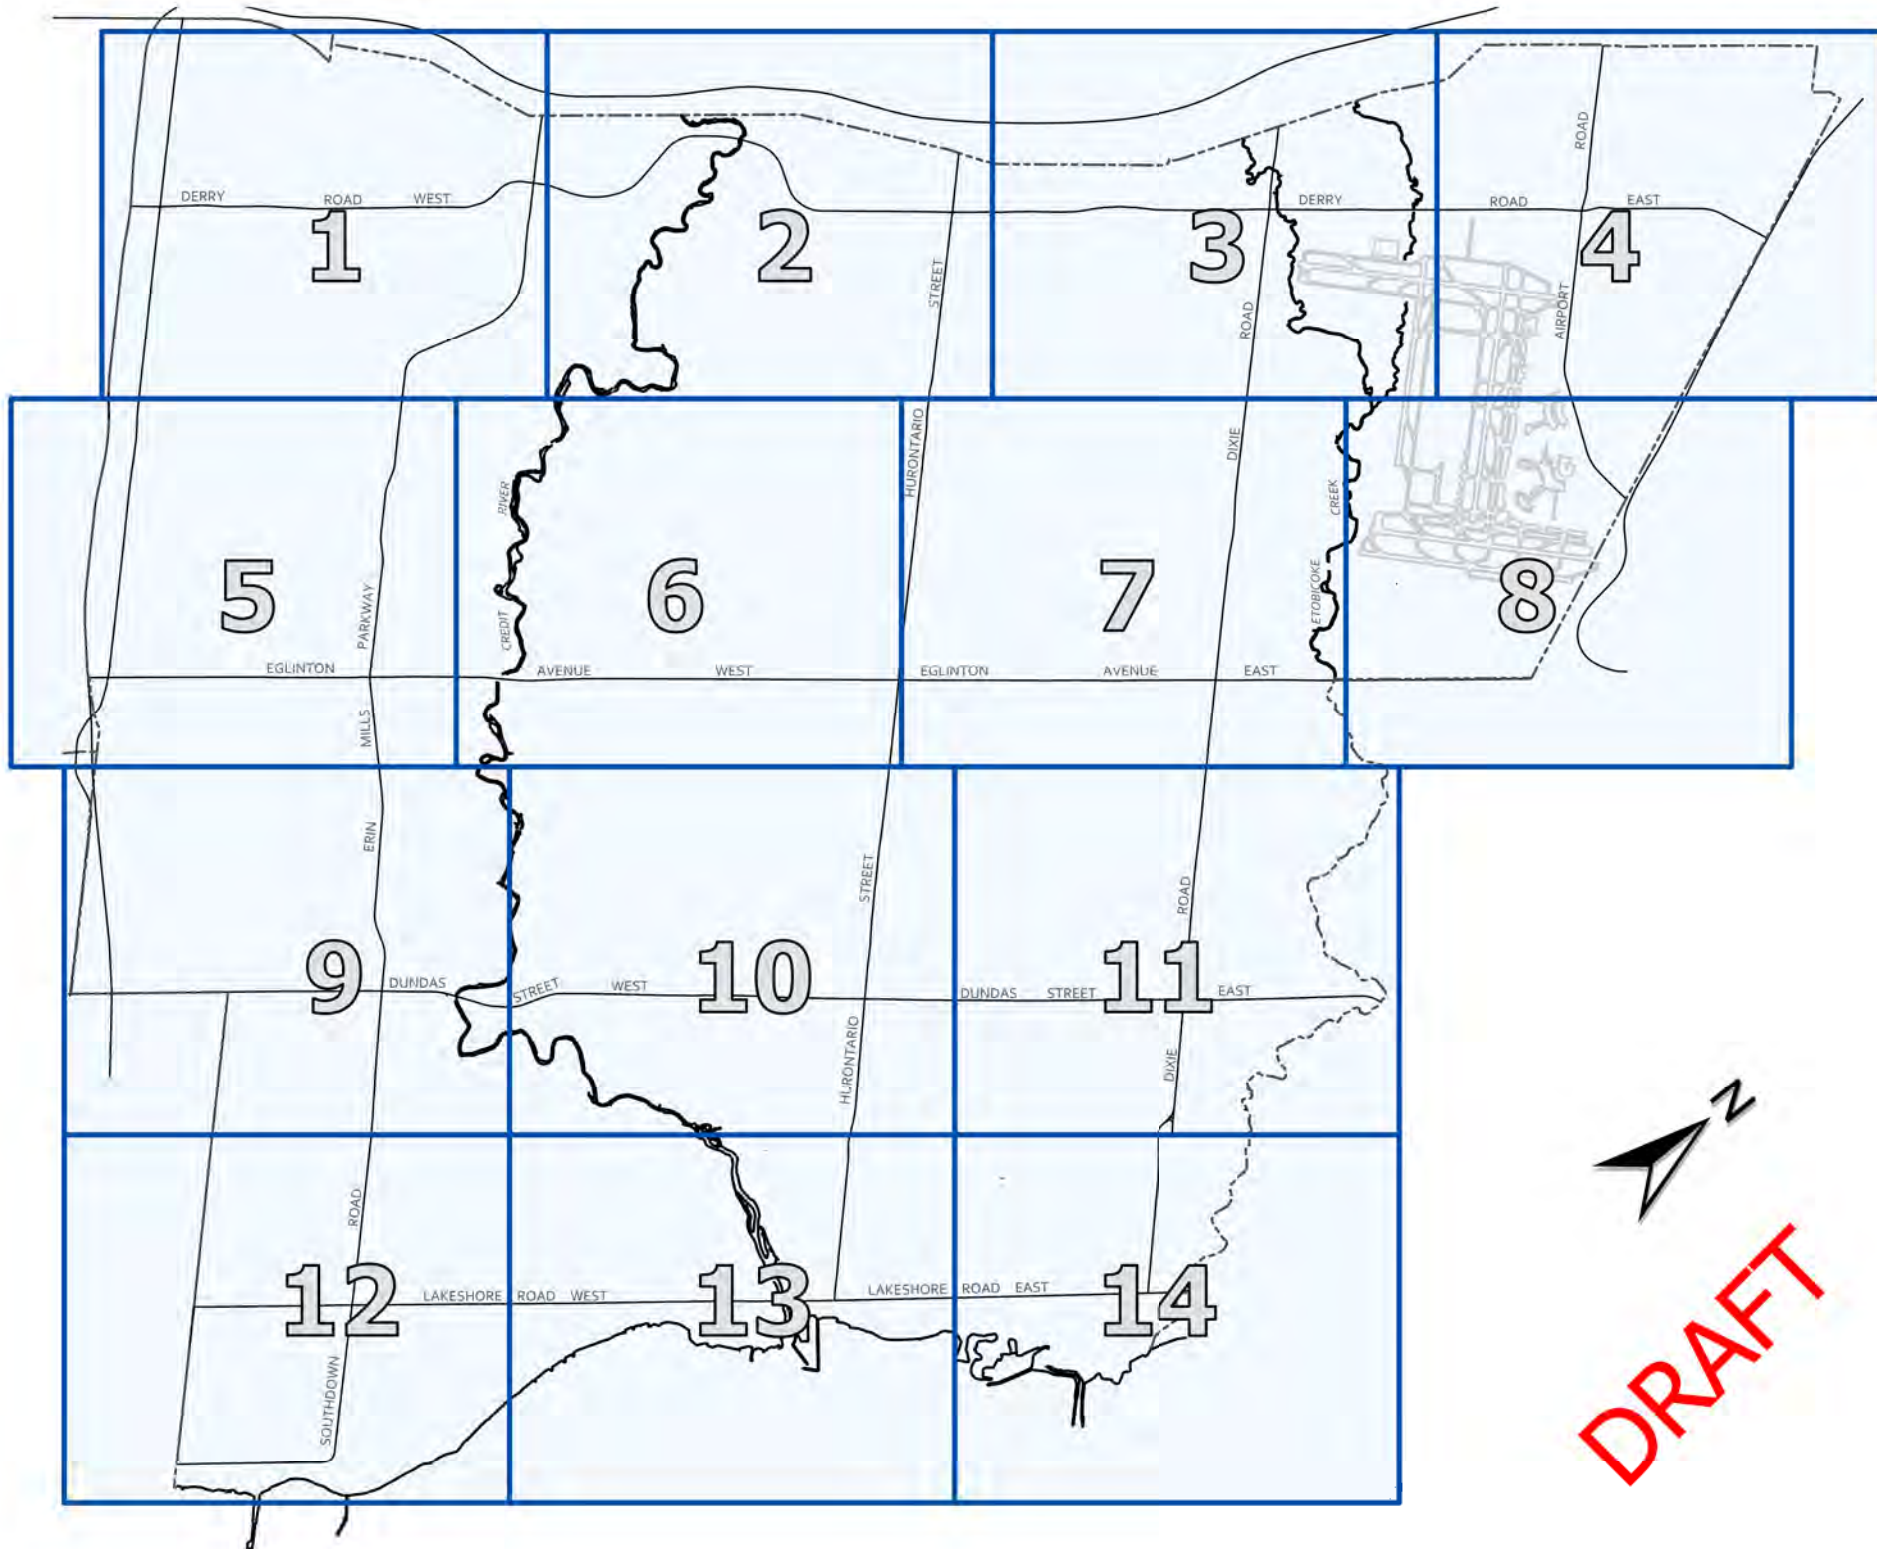 ROAD
DERRY ROAD WEST
DERRY ROAD EAST
1
2
3
4
STREET
ROAD
AIRPORT
HURONTARIO
DIXIE
RIVER
CREEK
5
6
7
8
PARKWAY
CREDIT
ETOBICOKE
EGLINTON AVENUE WEST
EGLINTON AVENUE EAST
MILLS
ERIN
STREET
ROAD
9
10
11
DUNDAS STREET WEST
DUNDAS STREET EAST
HURONTARIO
DIXIE
N
ROAD
12
13
14
LAKESHORE ROAD WEST
LAKESHORE ROAD EAST
SOUTHDOWN
DRAFT